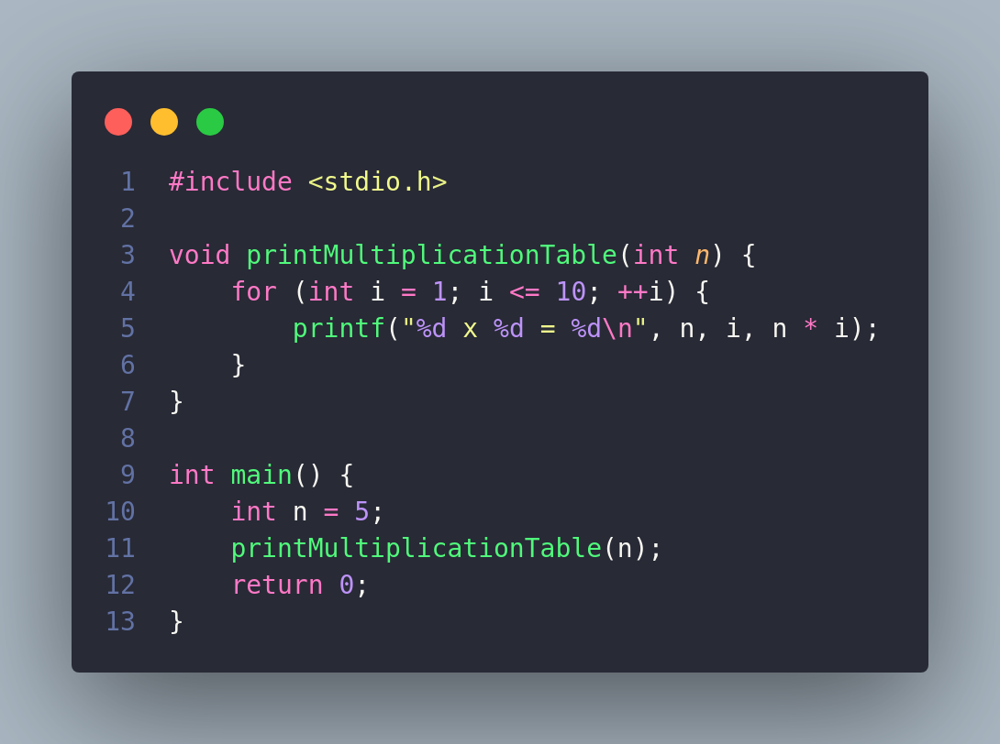 1 #include <stdio.h>
2
3 void printMultiplicationTable(int n) {
4     for (int i = 1; i <= 10; ++i) {
5         printf("%d x %d = %d\n", n, i, n * i);
6     }
7 }
8
9 int main() {
10     int n = 5;
11     printMultiplicationTable(n);
12     return 0;
13 }